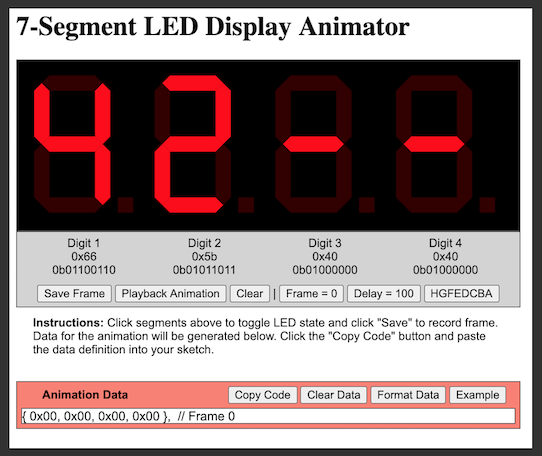 7-Segment LED Display Animator
42--
Digit 1 Digit 2 Digit 3 Digit 4
0x66 0x5b 0x40 0x40
0b01100110 0b01011011 0b01000000 0b01000000
Save Frame Playback Animation Clear | Frame = 0 Delay = 100 HGFEDCBA
Instructions: Click segments above to toggle LED state and click "Save" to record frame.
Data for the animation will be generated below. Click the "Copy Code" button and paste
the data definition into your sketch.
Animation Data Copy Code Clear Data Format Data Example
{ 0x00, 0x00, 0x00, 0x00 }, // Frame 0